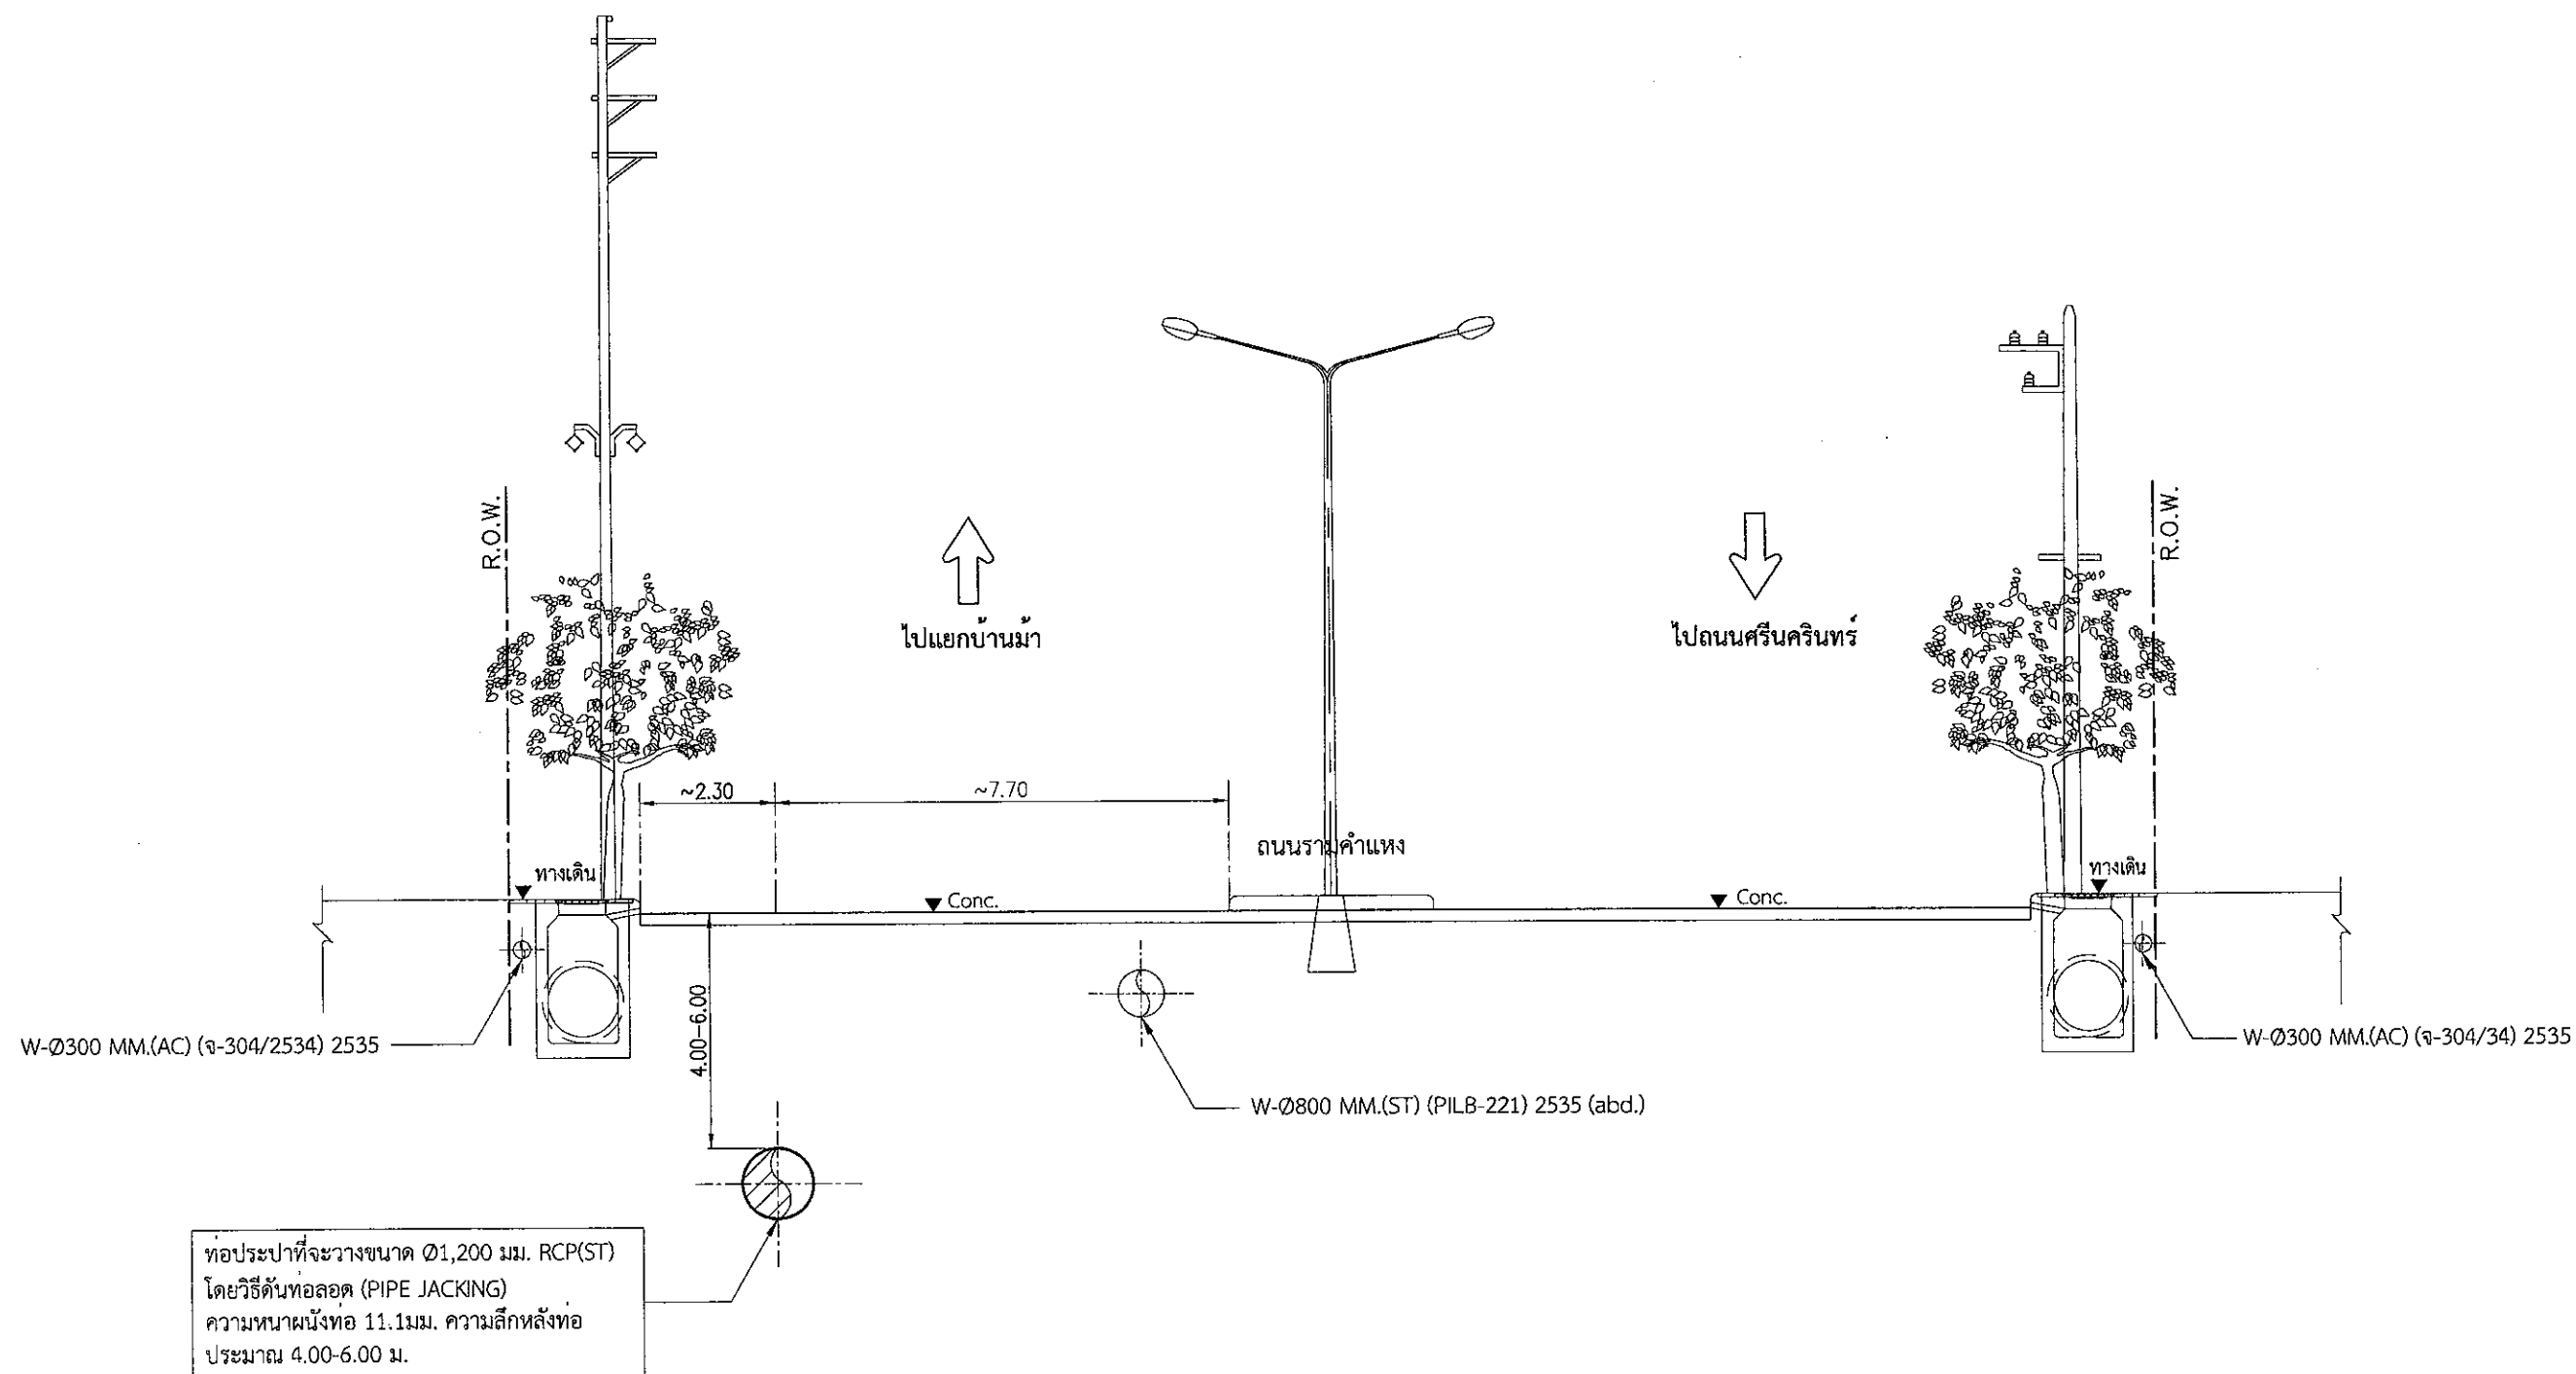 R.O.W.
R.O.W.
ไปแยกบ้านม้า
ไปถนนศรีนครินทร์
~2.30
~7.70
ถนนรามคำแหง
ทางเดิน
ทางเดิน
Conc.
Conc.
4.00-6.00
W-Ø300 MM.(AC) (จ-304/2534) 2535
W-Ø300 MM.(AC) (จ-304/34) 2535
W-Ø800 MM.(ST) (PILB-221) 2535 (abd.)
ท่อประปาที่จะวางขนาด Ø1,200 มม. RCP(ST)
โดยวิธีดันท่อลอด (PIPE JACKING)
ความหนาผนังท่อ 11.1มม. ความลึกหลังท่อ
ประมาณ 4.00-6.00 ม.